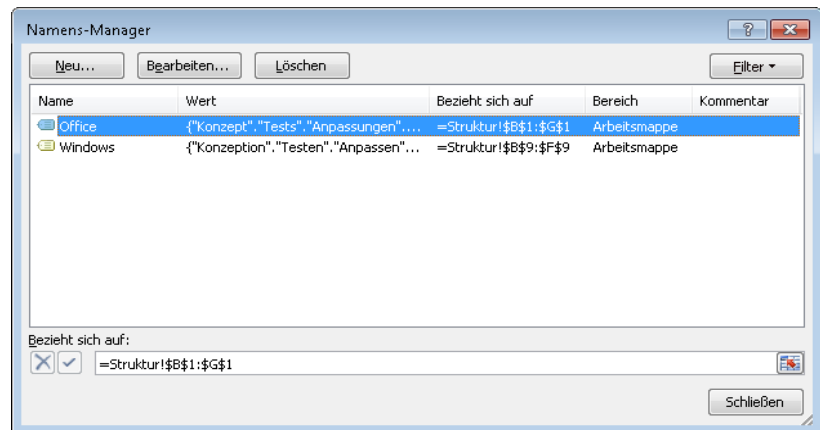 Namens-Manager
Neu... Bearbeiten... Löschen Filter
Name Wert Bezieht sich auf Bereich Kommentar
Office {"Konzept"."Tests"."Anpassungen".... =Struktur!$B$1:$G$1 Arbeitsmappe
Windows {"Konzeption"."Testen"."Anpassen"... =Struktur!$B$9:$F$9 Arbeitsmappe
Bezieht sich auf:
=Struktur!$B$1:$G$1
Schließen